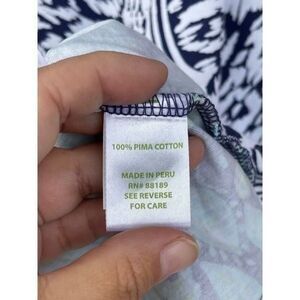 100% PIMA COTTON
MADE IN PERU
RN# 88189
SEE REVERSE
FOR CARE